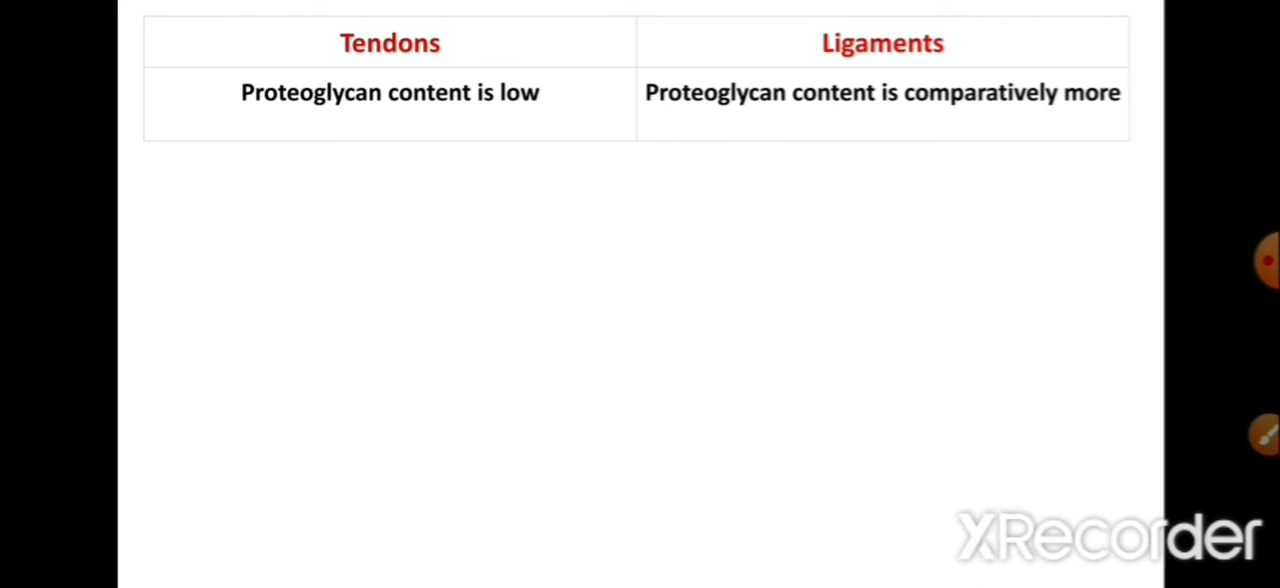 Tendons
Ligaments
Proteoglycan content is low
Proteoglycan content is comparatively more
XRecorder